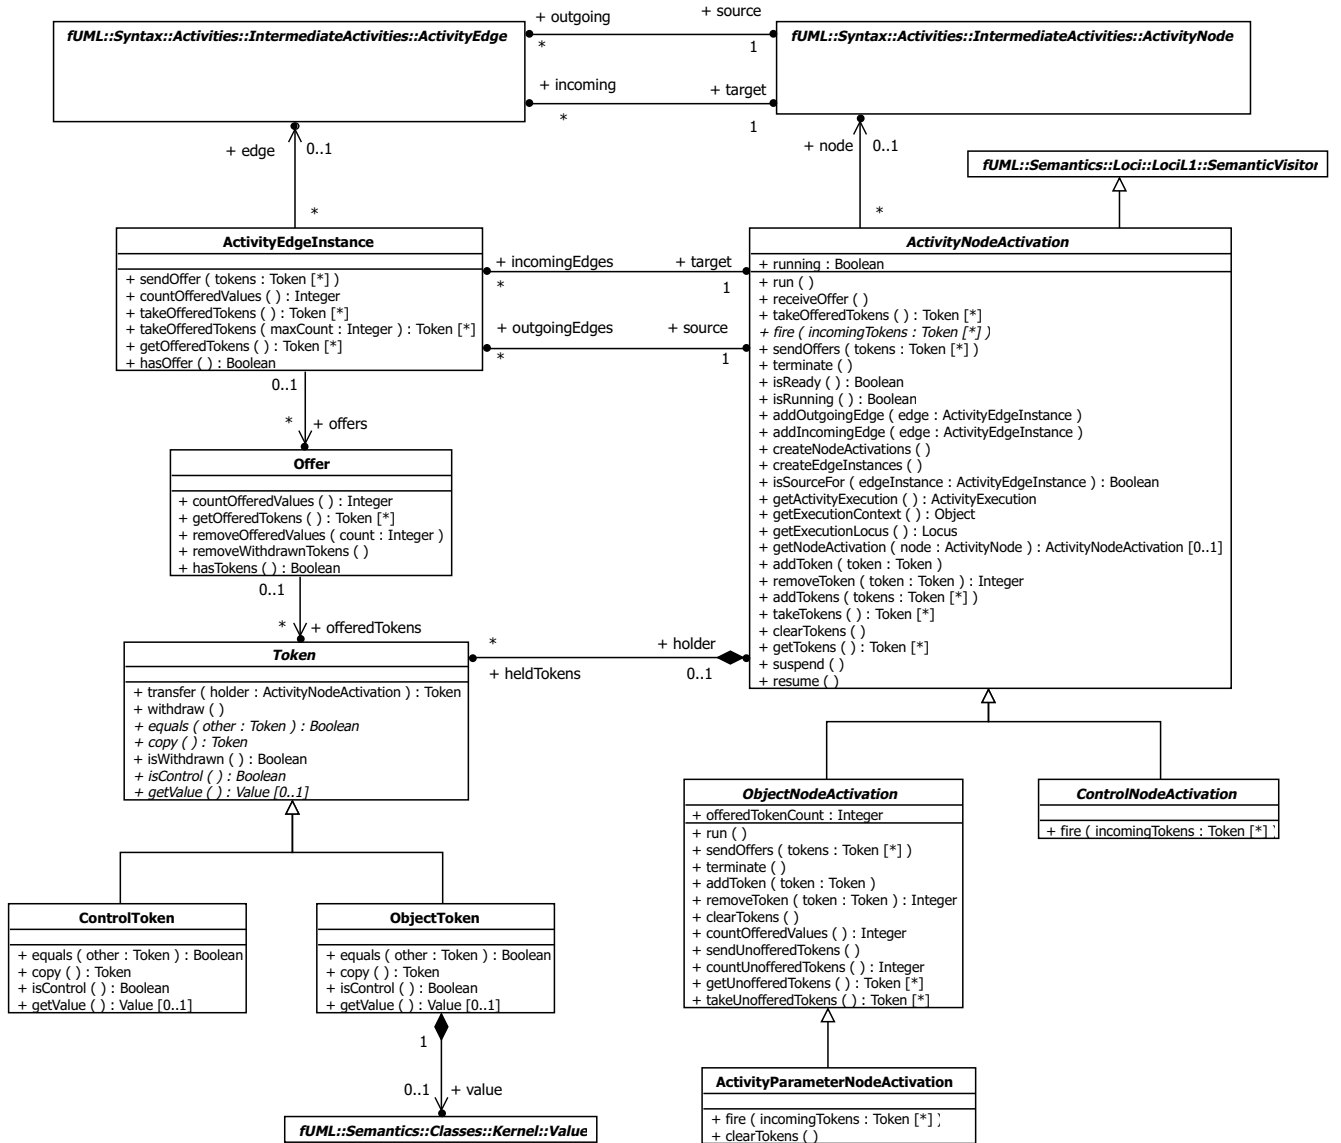 + outgoing
+ source
fUML::Syntax::Activities::IntermediateActivities::ActivityEdge
*
1
fUML::Syntax::Activities::IntermediateActivities::ActivityNode
+ incoming
+ target
*
1
+ edge
0..1
*
+ node
0..1
*
fUML::Semantics::Loci::LociL1::SemanticVisitor
ActivityEdgeInstance
+ sendOffer ( tokens : Token [*] )
+ countOfferedValues ( ) : Integer
+ takeOfferedTokens ( ) : Token [*]
+ takeOfferedTokens ( maxCount : Integer ) : Token [*]
+ getOfferedTokens ( ) : Token [*]
+ hasOffer ( ) : Boolean
+ incomingEdges
+ target
*
1
+ outgoingEdges
+ source
*
1
ActivityNodeActivation
+ running : Boolean
+ run ( )
+ receiveOffer ( )
+ takeOfferedTokens ( ) : Token [*]
+ fire ( incomingTokens : Token [*] )
+ sendOffers ( tokens : Token [*] )
+ terminate ( )
+ isReady ( ) : Boolean
+ isRunning ( ) : Boolean
+ addOutgoingEdge ( edge : ActivityEdgeInstance )
+ addIncomingEdge ( edge : ActivityEdgeInstance )
+ createNodeActivations ( )
+ createEdgeInstances ( )
+ isSourceFor ( edgeInstance : ActivityEdgeInstance ) : Boolean
+ getActivityExecution ( ) : ActivityExecution
+ getExecutionContext ( ) : Object
+ getExecutionLocus ( ) : Locus
+ getNodeActivation ( node : ActivityNode ) : ActivityNodeActivation [0..1]
+ addToken ( token : Token )
+ removeToken ( token : Token ) : Integer
+ addTokens ( tokens : Token [*] )
+ takeTokens ( ) : Token [*]
+ clearTokens ( )
+ getTokens ( ) : Token [*]
+ suspend ( )
+ resume ( )
0..1
* + offers
Offer
+ countOfferedValues ( ) : Integer
+ getOfferedTokens ( ) : Token [*]
+ removeOfferedValues ( count : Integer )
+ removeWithdrawnTokens ( )
+ hasTokens ( ) : Boolean
0..1
* + offeredTokens
* + holder
+ heldTokens 0..1
Token
+ transfer ( holder : ActivityNodeActivation ) : Token
+ withdraw ( )
+ equals ( other : Token ) : Boolean
+ copy ( ) : Token
+ isWithdrawn ( ) : Boolean
+ isControl ( ) : Boolean
+ getValue ( ) : Value [0..1]
ObjectNodeActivation
+ offeredTokenCount : Integer
+ run ( )
+ sendOffers ( tokens : Token [*] )
+ terminate ( )
+ addToken ( token : Token )
+ removeToken ( token : Token ) : Integer
+ clearTokens ( )
+ countOfferedValues ( ) : Integer
+ sendUnofferedTokens ( )
+ countUnofferedTokens ( ) : Integer
+ getUnofferedTokens ( ) : Token [*]
+ takeUnofferedTokens ( ) : Token [*]
ControlNodeActivation
+ fire ( incomingTokens : Token [*] )
ControlToken
+ equals ( other : Token ) : Boolean
+ copy ( ) : Token
+ isControl ( ) : Boolean
+ getValue ( ) : Value [0..1]
ObjectToken
+ equals ( other : Token ) : Boolean
+ copy ( ) : Token
+ isControl ( ) : Boolean
+ getValue ( ) : Value [0..1]
1
0..1 + value
fUML::Semantics::Classes::Kernel::Value
ActivityParameterNodeActivation
+ fire ( incomingTokens : Token [*] )
+ clearTokens ( )